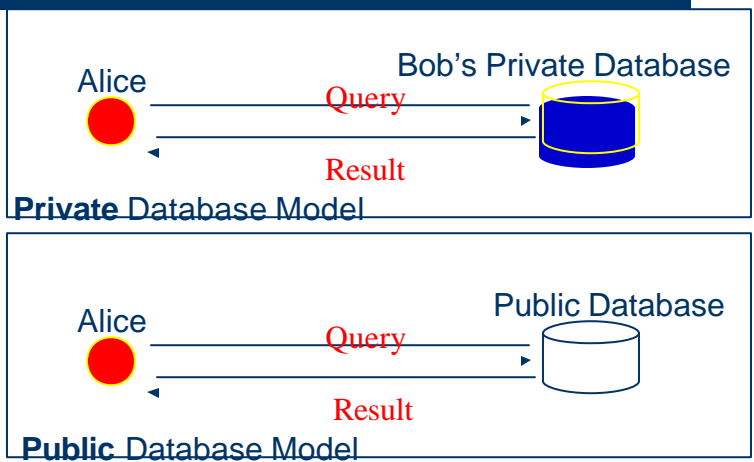 Alice
Bob's Private Database
Query
Result
Private Database Model
Alice
Public Database
Query
Result
Public Database Model